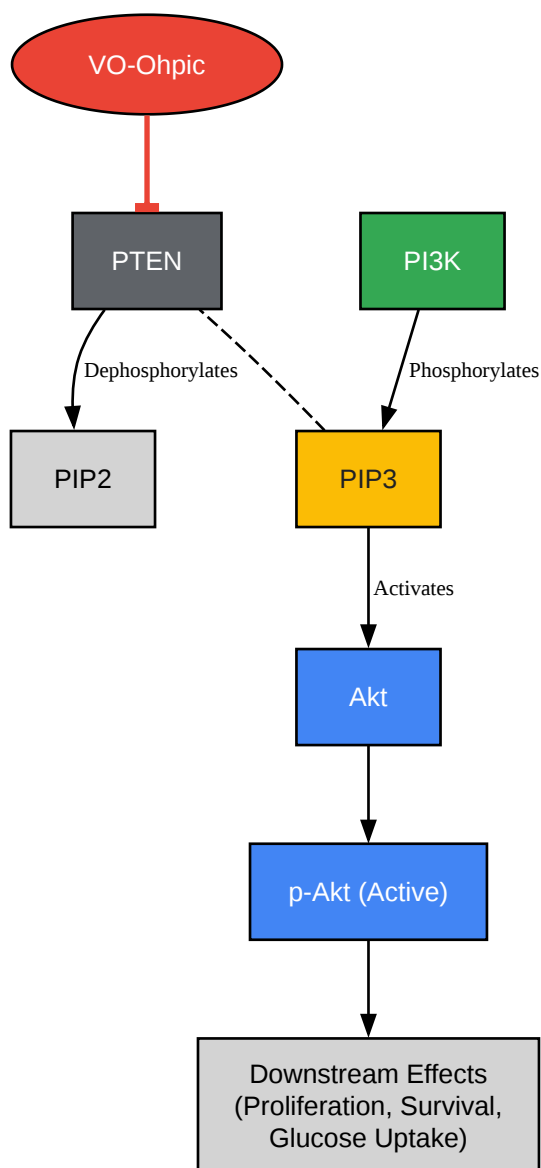 VO-Ohpic
PTEN
PI3K
Dephosphorylates
Phosphorylates
PIP2
PIP3
Activates
Akt
p-Akt (Active)
Downstream Effects
(Proliferation, Survival,
Glucose Uptake)